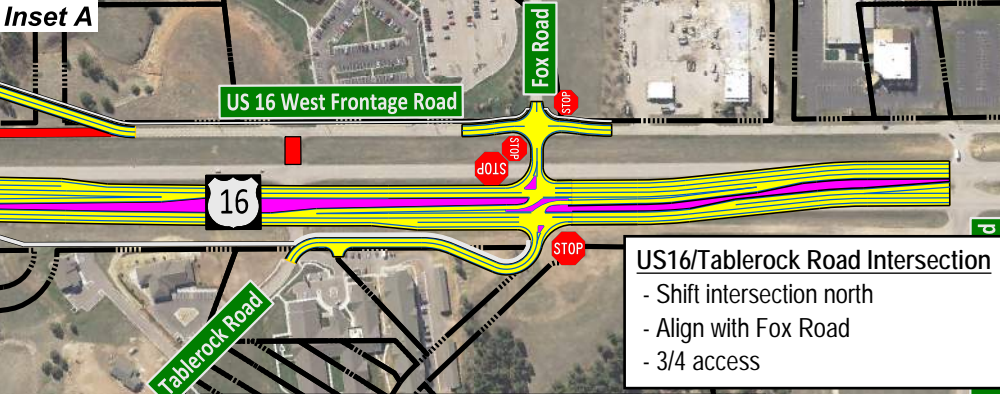 Inset A
Fox Road
STOP
US 16 West Frontage Road
STOP
STOP
16
STOP
Tablerock Road
US16/Tablerock Road Intersection
- Shift intersection north
- Align with Fox Road
- 3/4 access